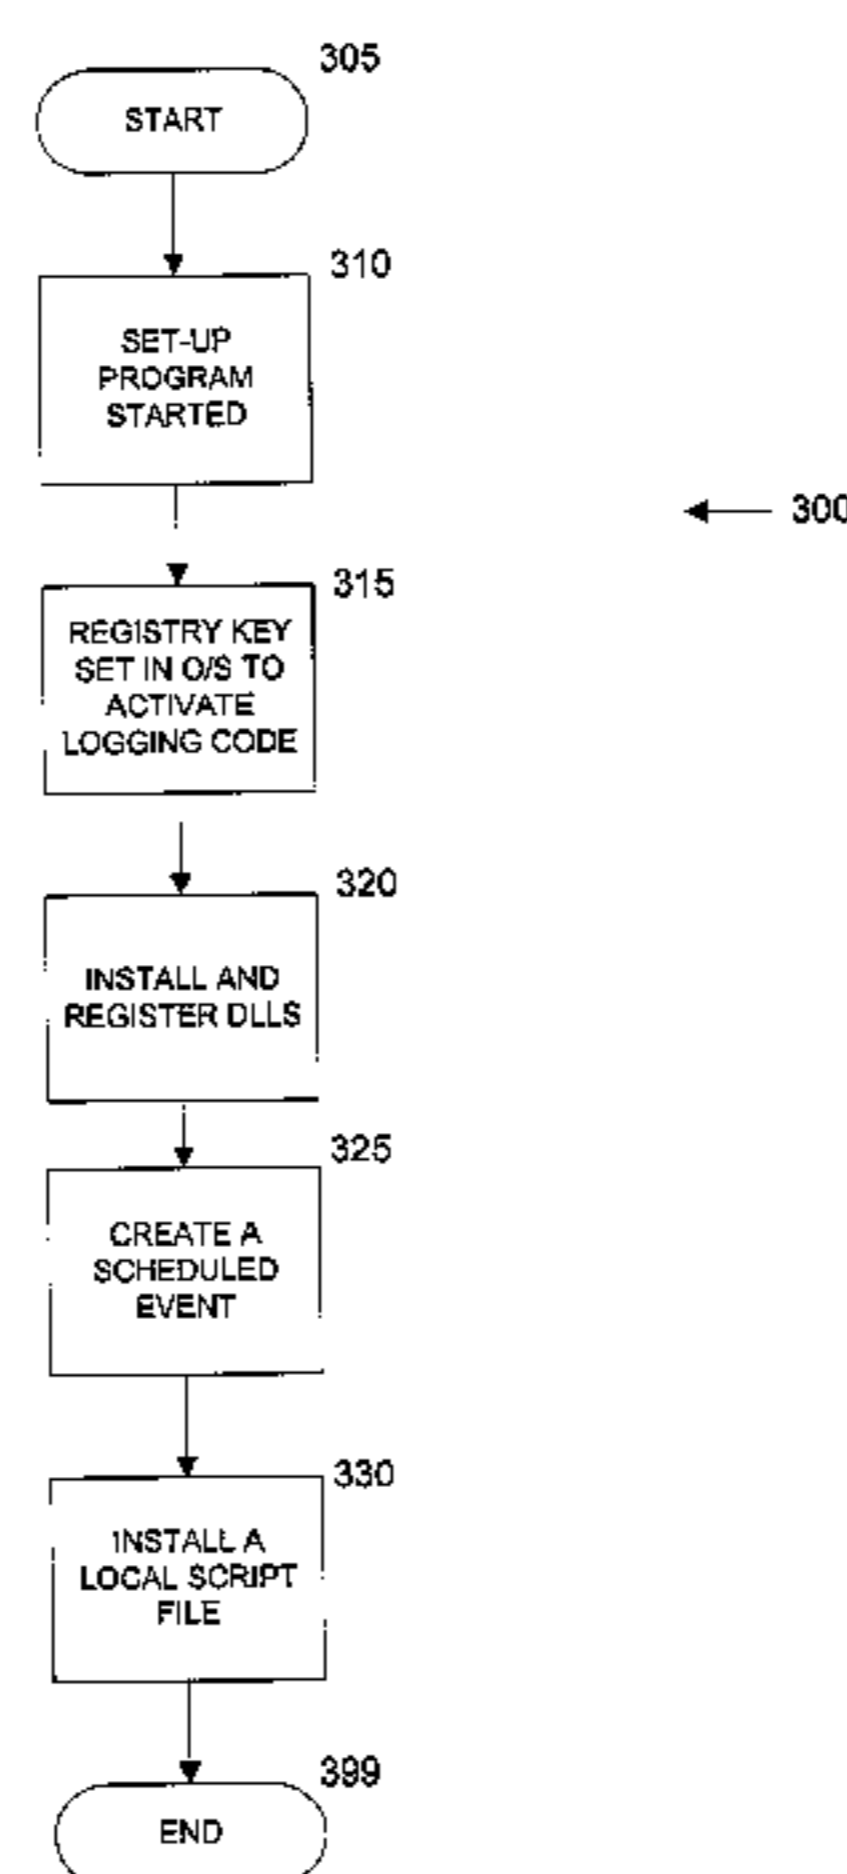 305
START
310
SET-UP
PROGRAM
STARTED
300
315
REGISTRY KEY
SET IN O/S TO
ACTIVATE
LOGGING CODE
320
INSTALL AND
REGISTER DLLS
325
CREATE A
SCHEDULED
EVENT
330
INSTALL A
LOCAL SCRIPT
FILE
399
END